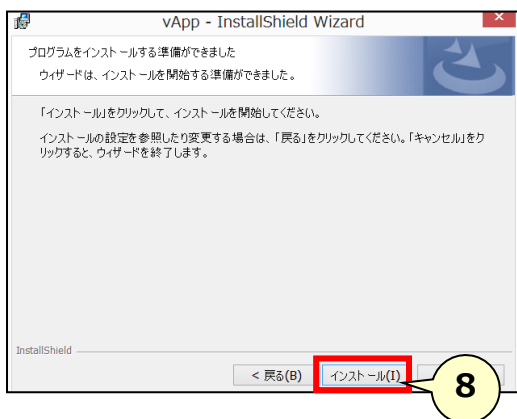 vApp - InstallShield Wizard
プログラムをインストールする準備ができました
ウィザードは、インストールを開始する準備ができました。
「インストール」をクリックして、インストールを開始してください。
インストールの設定を参照したり変更する場合は、「戻る」をクリックしてください。「キャンセル」をク
リックすると、ウィザードを終了します。
InstallShield
< 戻る(B)
インストール(I)
8